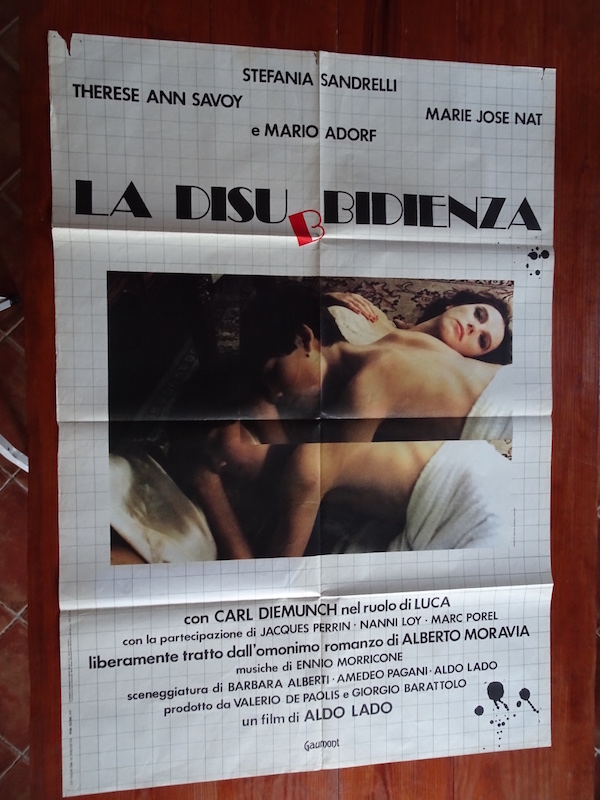 STEFANIA SANDRELLI
THERESE ANN SAVOY
MARIE JOSE NAT
e MARIO ADORF
LA DISUBBIDIENZA
con CARL DIEMUNCH nel ruolo di LUCA
con la partecipazione di JACQUES PERRIN · NANNI LOY · MARC POREL
liberamente tratto dall'omonimo romanzo di ALBERTO MORAVIA
musiche di ENNIO MORRICONE
sceneggiatura di BARBARA ALBERTI · AMEDEO PAGANI · ALDO LADO
prodotto da VALERIO DE PAOLIS e GIORGIO BARATTOLO
un film di ALDO LADO
Gaumont